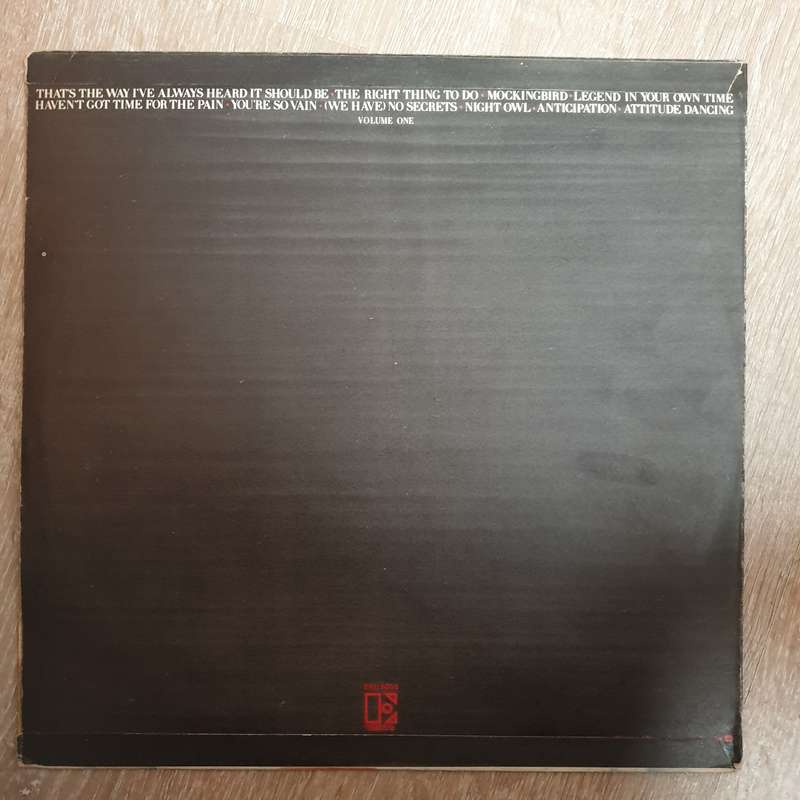 THAT'S THE WAY I'VE ALWAYS HEARD IT SHOULD BE · THE RIGHT THING TO DO · MOCKINGBIRD · LEGEND IN YOUR OWN TIME
HAVEN'T GOT TIME FOR THE PAIN · YOU'RE SO VAIN · (WE HAVE) NO SECRETS · NIGHT OWL · ANTICIPATION · ATTITUDE DANCING
VOLUME ONE